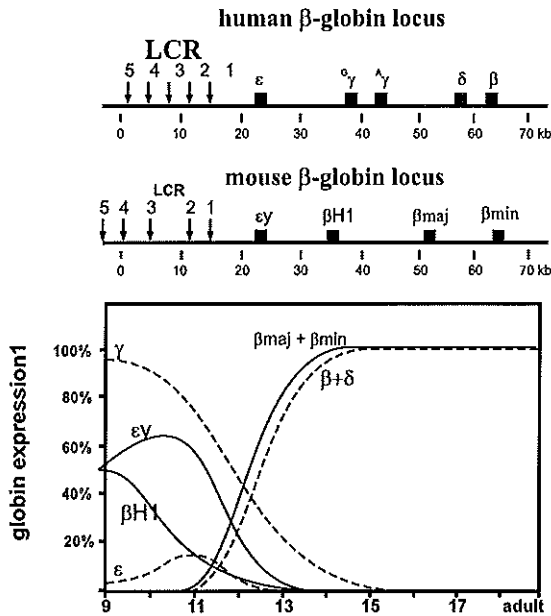 human β-globin locus
LCR
5 4 3 2 1 ε ᴳγ ᴬγ δ β
0 10 20 30 40 50 60 70 kb
mouse β-globin locus
LCR
5 4 3 2 1 εy βH1 βmaj βmin
0 10 20 30 40 50 60 70 kb
globin expression1
100%
80%
60%
40%
20%
γ
βmaj + βmin
β+δ
εy
βH1
ε
9 11 13 15 17 adult